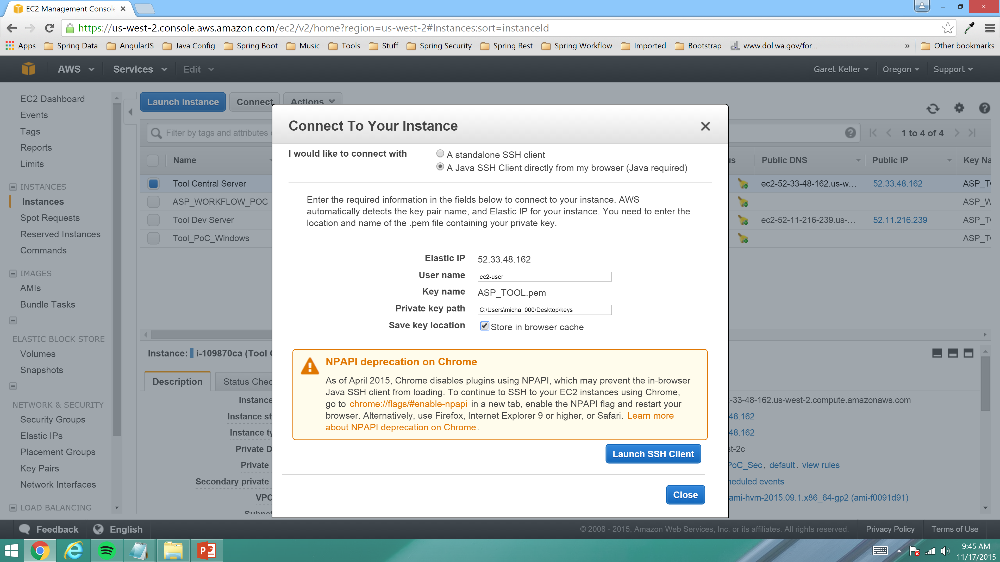 EC2 Management Console
https://us-west-2.console.aws.amazon.com/ec2/v2/home?region=us-west-2#Instances:sort=instanceId
Apps Spring Data AngularJS Java Config Spring Boot Music Tools Stuff Spring Security Spring Rest Spring Workflow Imported Bootstrap www.dol.wa.gov/for... » Other bookmarks
AWS Services Edit Garet Keller Oregon Support
EC2 Dashboard
Events
Tags
Reports
Limits
INSTANCES
Instances
Spot Requests
Reserved Instances
Commands
IMAGES
AMIs
Bundle Tasks
ELASTIC BLOCK STORE
Volumes
Snapshots
NETWORK & SECURITY
Security Groups
Elastic IPs
Placement Groups
Key Pairs
Network Interfaces
LOAD BALANCING
Launch Instance Connect Actions
Filter by tags and attributes
1 to 4 of 4
Name Public DNS Public IP Key Na
Tool Central Server ec2-52-33-48-162.us-w... 52.33.48.162 ASP_T
ASP_WORKFLOW_POC ASP_W
Tool Dev Server ec2-52-11-216-239.us-... 52.11.216.239 ASP_T
Tool_PoC_Windows ASP_T
Connect To Your Instance
I would like to connect with
A standalone SSH client
A Java SSH Client directly from my browser (Java required)
Enter the required information in the fields below to connect to your instance. AWS
automatically detects the key pair name, and Elastic IP for your instance. You need to enter the
location and name of the .pem file containing your private key.
Elastic IP 52.33.48.162
User name ec2-user
Key name ASP_TOOL.pem
Private key path C:\Users\micha_000\Desktop\keys
Save key location Store in browser cache
NPAPI deprecation on Chrome
As of April 2015, Chrome disables plugins using NPAPI, which may prevent the in-browser
Java SSH client from loading. To continue to SSH to your EC2 instances using Chrome,
go to chrome://flags/#enable-npapi in a new tab, enable the NPAPI flag and restart your
browser. Alternatively, use Firefox, Internet Explorer 9 or higher, or Safari. Learn more
about NPAPI deprecation on Chrome.
Launch SSH Client
Close
Instance: i-109870ca (Tool
Description Status Chec
Instance
Instance st
Instance ty
Private D
Private
Secondary private
VPC
Subnet
-33-48-162.us-west-2.compute.amazonaws.com
48.162
48.162
st-2c
PoC_Sec, default. view rules
heduled events
ami-hvm-2015.09.1.x86_64-gp2 (ami-f0091d91)
Feedback English © 2008 - 2015, Amazon Web Services, Inc. or its affiliates. All rights reserved. Privacy Policy Terms of Use
9:45 AM
11/17/2015